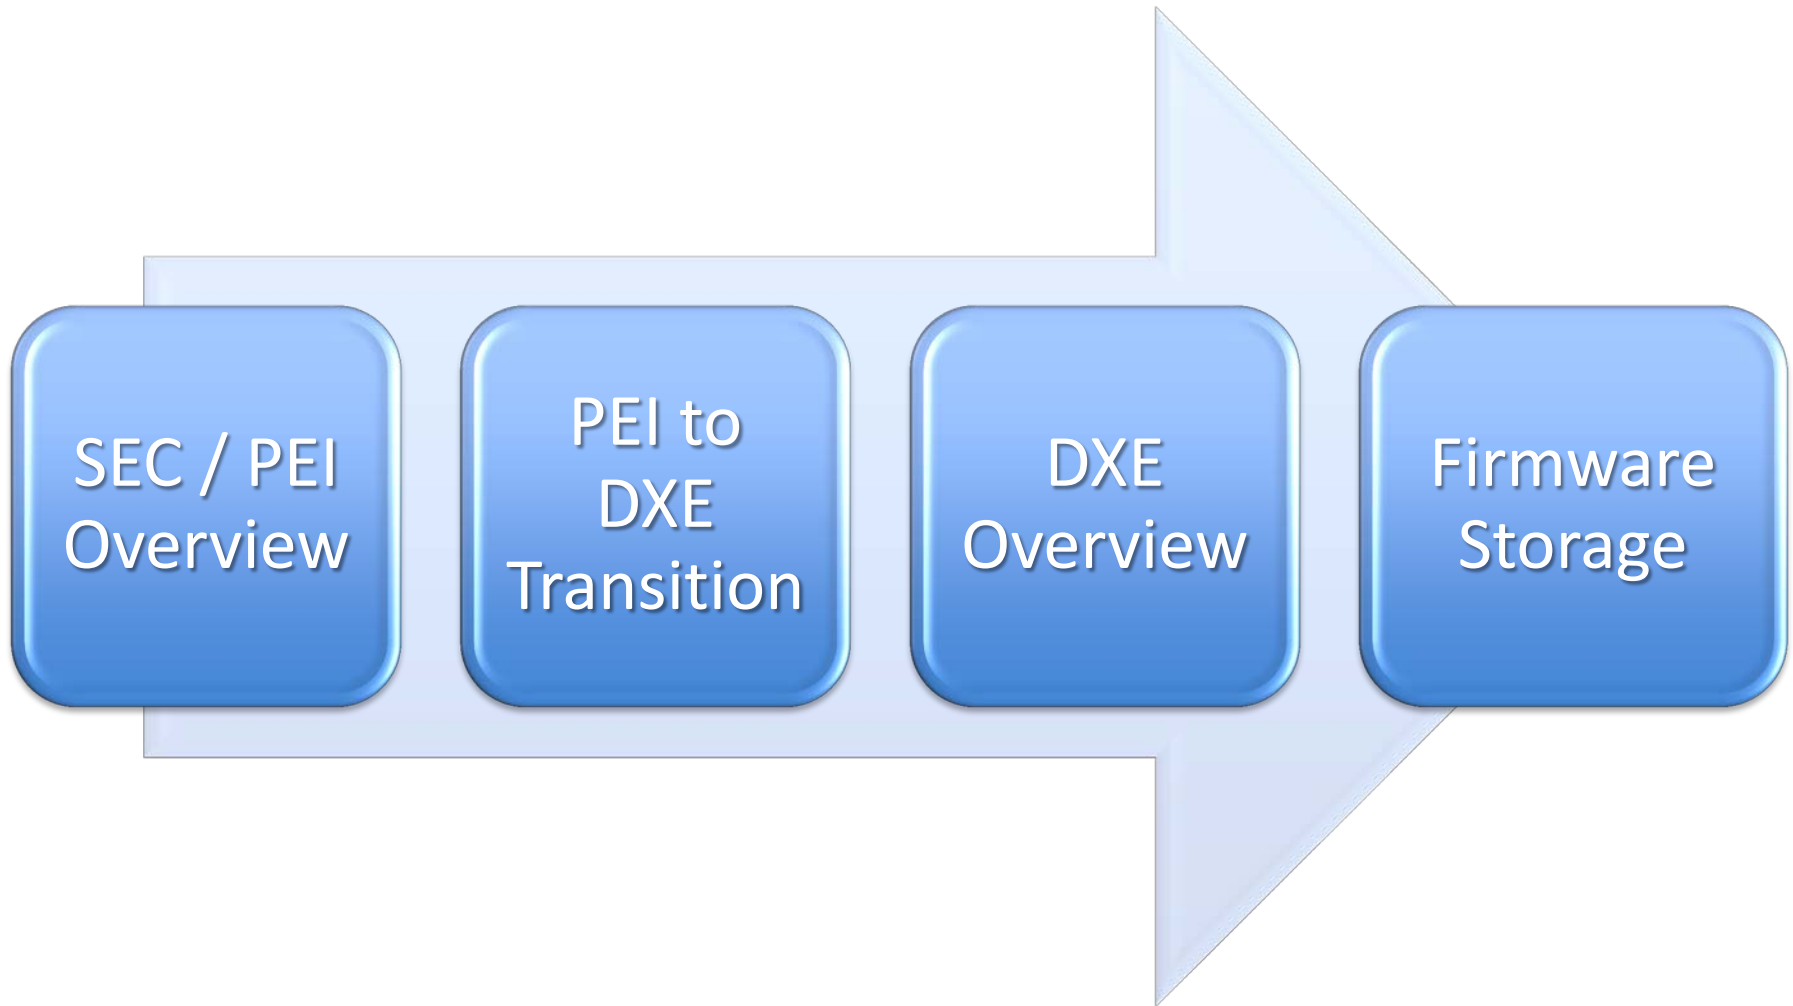 SEC / PEI
Overview
PEI to
DXE
Transition
DXE
Overview
Firmware
Storage